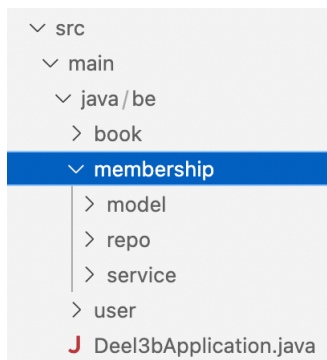 src
main
java/be
book
membership
model
repo
service
user
J Deel3bApplication.java